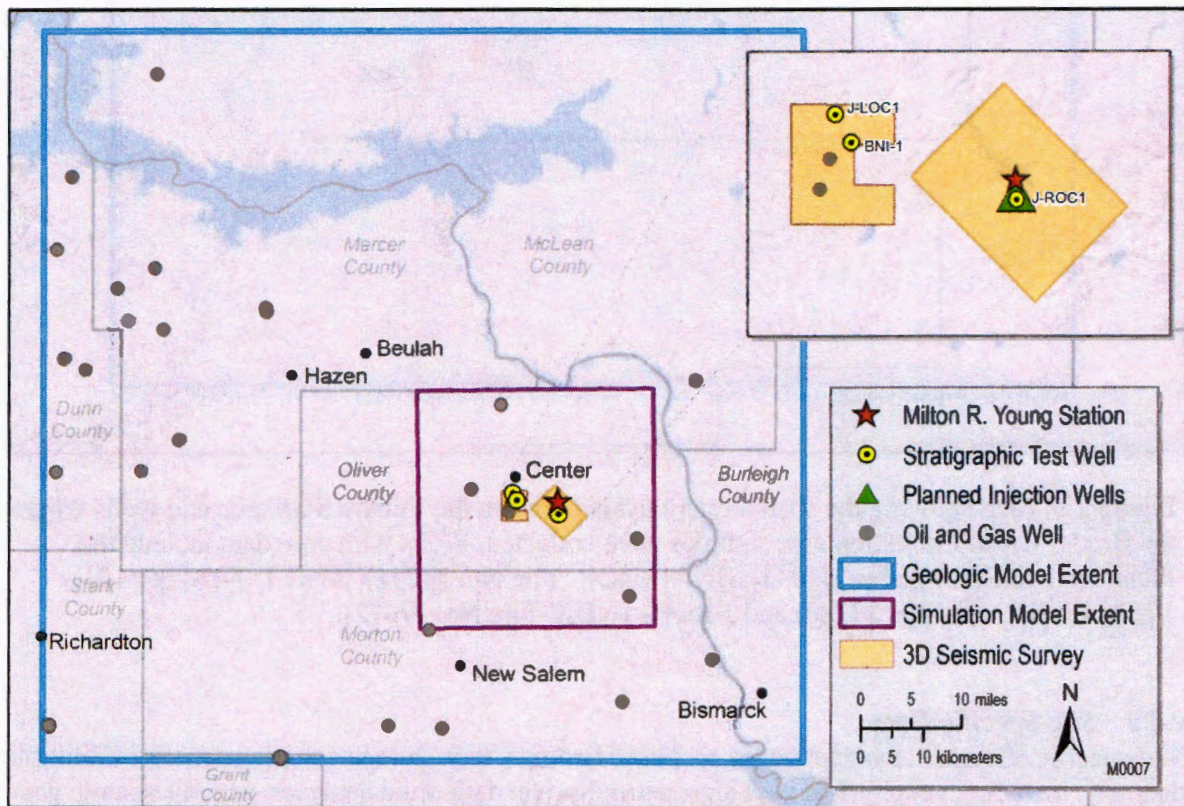 J-LOC1
BNI-1
J-ROC1
Mercer
County
McLean
County
Beulah
Hazen
Dunn
County
Oliver
County
Center
Burleigh
County
Stark
County
Richardton
Morton
County
New Salem
Bismarck
Grant
County
Milton R. Young Station
Stratigraphic Test Well
Planned Injection Wells
Oil and Gas Well
Geologic Model Extent
Simulation Model Extent
3D Seismic Survey
0 5 10 miles
0 5 10 kilometers
N
M0007